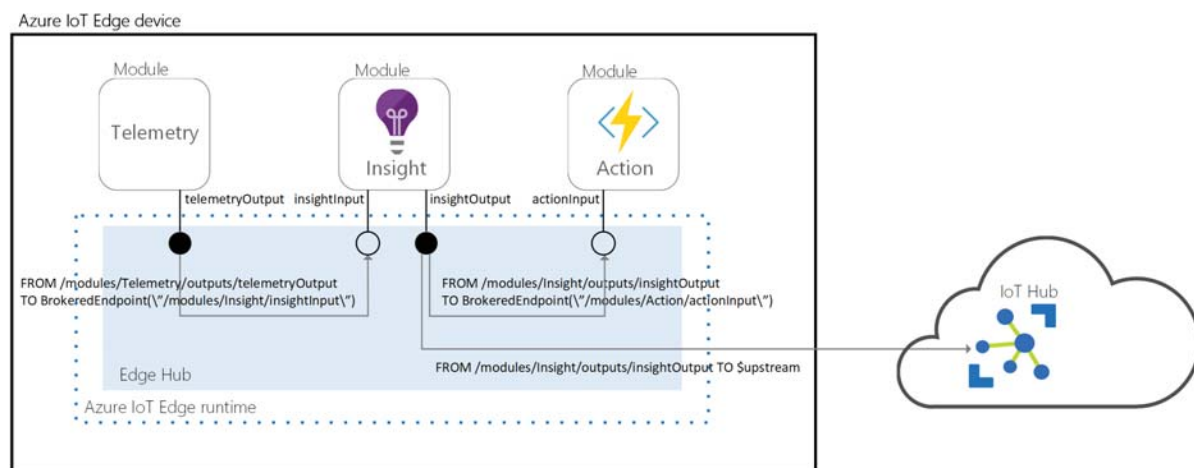 Azure IoT Edge device
Module
Module
Module
Telemetry
Insight
Action
telemetryOutput
insightInput
insightOutput
actionInput
FROM /modules/Telemetry/outputs/telemetryOutput
TO BrokeredEndpoint(\"/modules/Insight/insightInput\")
FROM /modules/Insight/outputs/insightOutput
TO BrokeredEndpoint(\"/modules/Action/actionInput\")
IoT Hub
FROM /modules/Insight/outputs/insightOutput TO $upstream
Edge Hub
Azure IoT Edge runtime